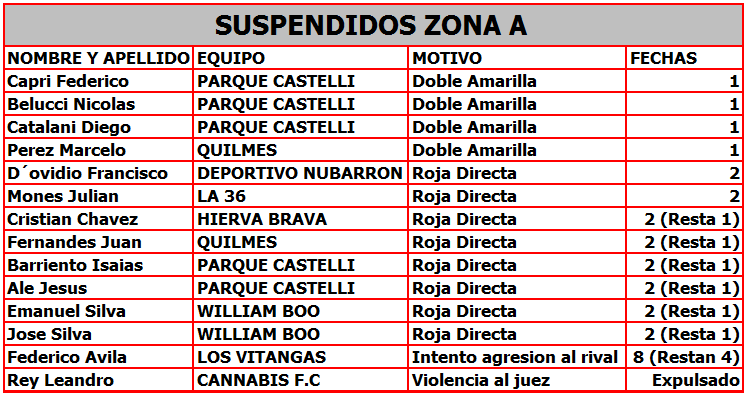 SUSPENDIDOS ZONA A
NOMBRE Y APELLIDO EQUIPO MOTIVO FECHAS
Capri Federico PARQUE CASTELLI Doble Amarilla 1
Belucci Nicolas PARQUE CASTELLI Doble Amarilla 1
Catalani Diego PARQUE CASTELLI Doble Amarilla 1
Perez Marcelo QUILMES Doble Amarilla 1
D´ovidio Francisco DEPORTIVO NUBARRON Roja Directa 2
Mones Julian LA 36 Roja Directa 2
Cristian Chavez HIERVA BRAVA Roja Directa 2 (Resta 1)
Fernandes Juan QUILMES Roja Directa 2 (Resta 1)
Barriento Isaias PARQUE CASTELLI Roja Directa 2 (Resta 1)
Ale Jesus PARQUE CASTELLI Roja Directa 2 (Resta 1)
Emanuel Silva WILLIAM BOO Roja Directa 2 (Resta 1)
Jose Silva WILLIAM BOO Roja Directa 2 (Resta 1)
Federico Avila LOS VITANGAS Intento agresion al rival 8 (Restan 4)
Rey Leandro CANNABIS F.C Violencia al juez Expulsado